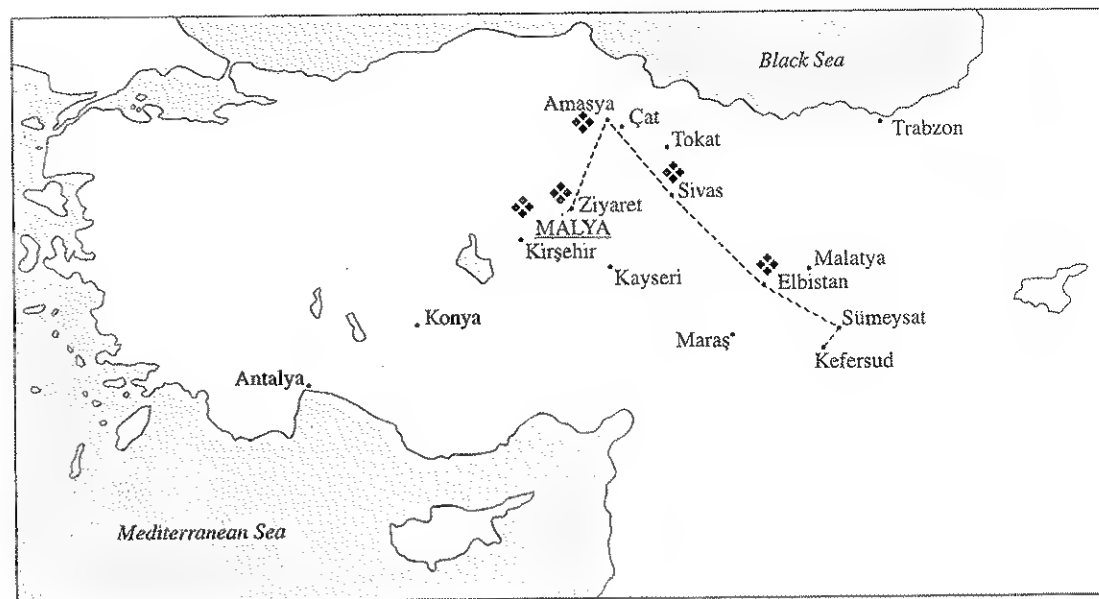 Black Sea
Amasya
Çat
Trabzon
Tokat
Sivas
Ziyaret
MALYA
Kirşehir
Malatya
Kayseri
Elbistan
Konya
Sümeysat
Maraş
Kefersud
Antalya
Mediterranean Sea